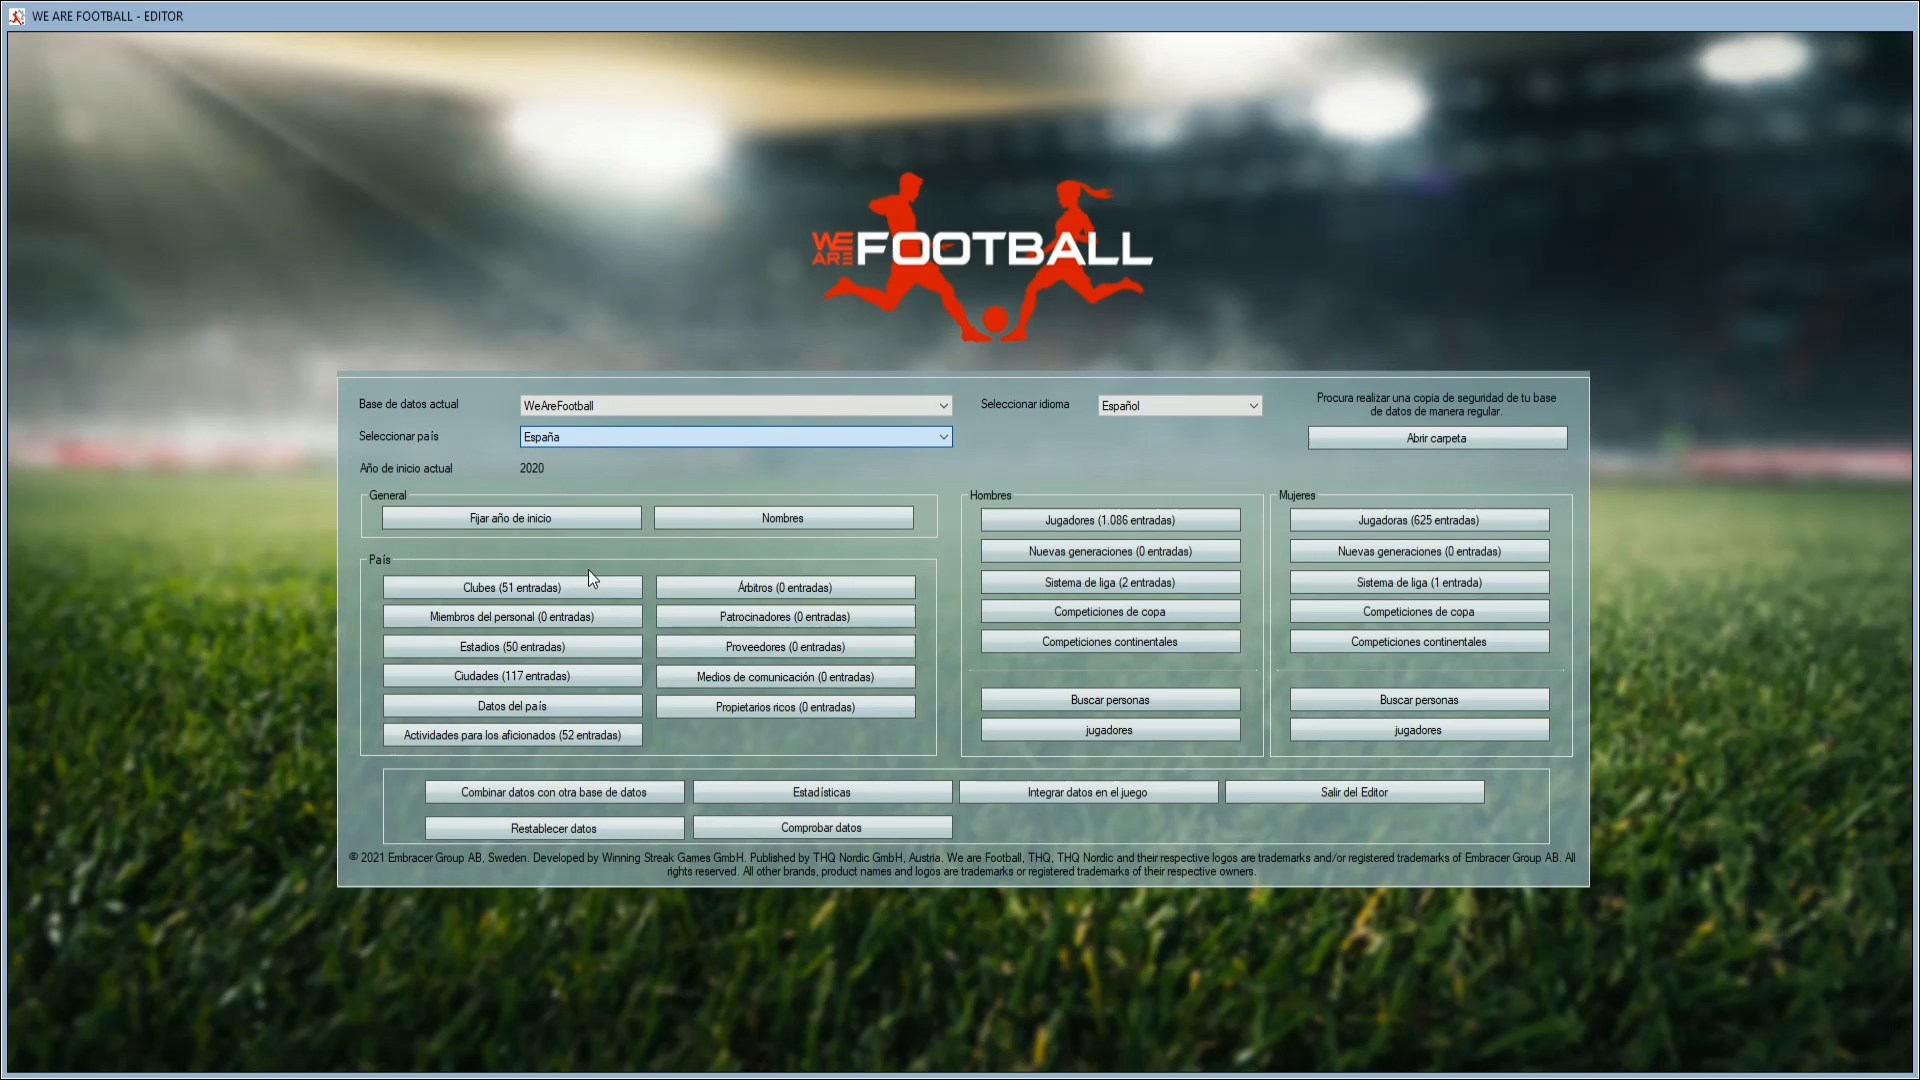 WE ARE FOOTBALL - EDITOR
WE ARE FOOTBALL
Base de datos actual
WeAreFootball
Seleccionar idioma
Español
Procura realizar una copia de seguridad de tu base
de datos de manera regular.
Seleccionar país
España
Abrir carpeta
Año de inicio actual
2020
General
Fijar año de inicio
Nombres
País
Clubes (51 entradas)
Árbitros (0 entradas)
Miembros del personal (0 entradas)
Patrocinadores (0 entradas)
Estadios (50 entradas)
Proveedores (0 entradas)
Ciudades (117 entradas)
Medios de comunicación (0 entradas)
Datos del país
Propietarios ricos (0 entradas)
Actividades para los aficionados (52 entradas)
Hombres
Jugadores (1.086 entradas)
Nuevas generaciones (0 entradas)
Sistema de liga (2 entradas)
Competiciones de copa
Competiciones continentales
Buscar personas
jugadores
Mujeres
Jugadoras (625 entradas)
Nuevas generaciones (0 entradas)
Sistema de liga (1 entrada)
Competiciones de copa
Competiciones continentales
Buscar personas
jugadores
Combinar datos con otra base de datos
Estadísticas
Integrar datos en el juego
Salir del Editor
Restablecer datos
Comprobar datos
© 2021 Embracer Group AB, Sweden. Developed by Winning Streak Games GmbH. Published by THQ Nordic GmbH, Austria. We are Football, THQ, THQ Nordic and their respective logos are trademarks and/or registered trademarks of Embracer Group AB. All
rights reserved. All other brands, product names and logos are trademarks or registered trademarks of their respective owners.